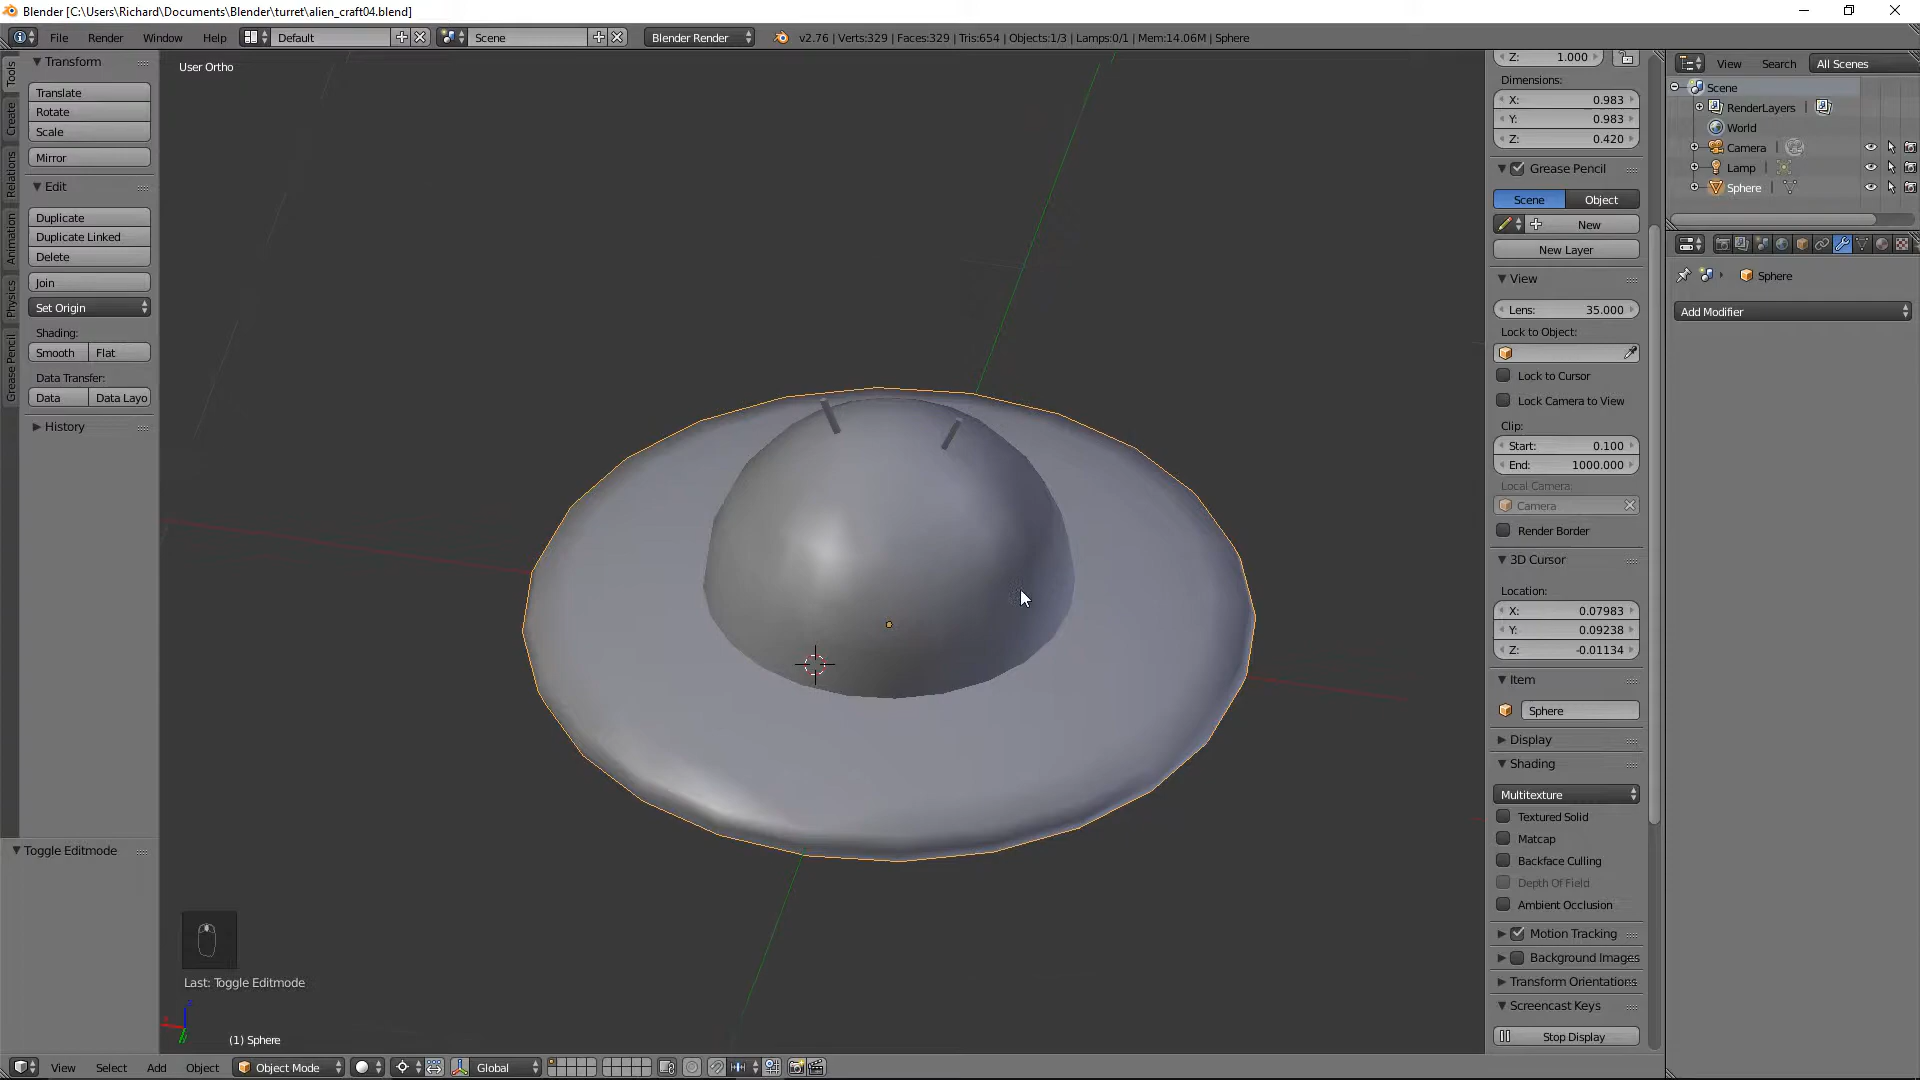 Blender [C:\Users\Richard\Documents\Blender\turret\alien_craft04.blend]
File Render Window Help Default Scene Blender Render v2.76 | Verts:329 | Faces:329 | Tris:654 | Objects:1/3 | Lamps:0/1 | Mem:14.06M | Sphere
Tools
Create
Relations
Animation
Physics
Grease Pencil
Transform
Translate
Rotate
Scale
Mirror
Edit
Duplicate
Duplicate Linked
Delete
Join
Set Origin
Shading:
Smooth Flat
Data Transfer:
Data Data Layo
History
Toggle Editmode
User Ortho
Last: Toggle Editmode
(1) Sphere
View Select Add Object Object Mode Global
Z: 1.000
Dimensions:
X: 0.983
Y: 0.983
Z: 0.420
Grease Pencil
Scene Object
New
New Layer
View
Lens: 35.000
Lock to Object:
Lock to Cursor
Lock Camera to View
Clip:
Start: 0.100
End: 1000.000
Local Camera:
Camera
Render Border
3D Cursor
Location:
X: 0.07983
Y: 0.09238
Z: -0.01134
Item
Sphere
Display
Shading
Multitexture
Textured Solid
Matcap
Backface Culling
Depth Of Field
Ambient Occlusion
Motion Tracking
Background Images
Transform Orientations
Screencast Keys
Stop Display
View Search All Scenes
Scene
RenderLayers
World
Camera
Lamp
Sphere
Sphere
Add Modifier